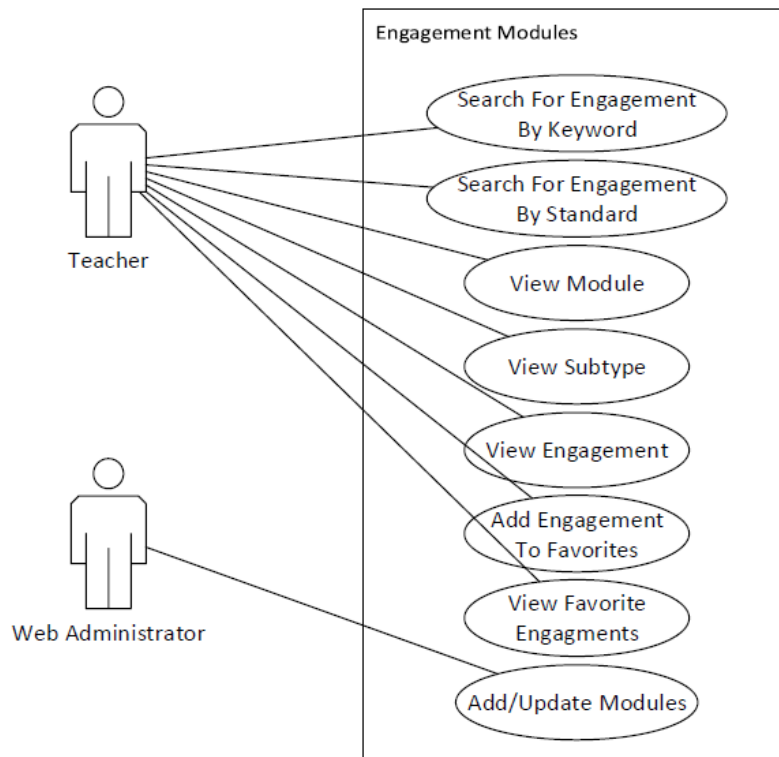 Engagement Modules
Search For Engagement
By Keyword
Search For Engagement
By Standard
Teacher
View Module
View Subtype
View Engagement
Add Engagement
To Favorites
View Favorite
Engagments
Web Administrator
Add/Update Modules